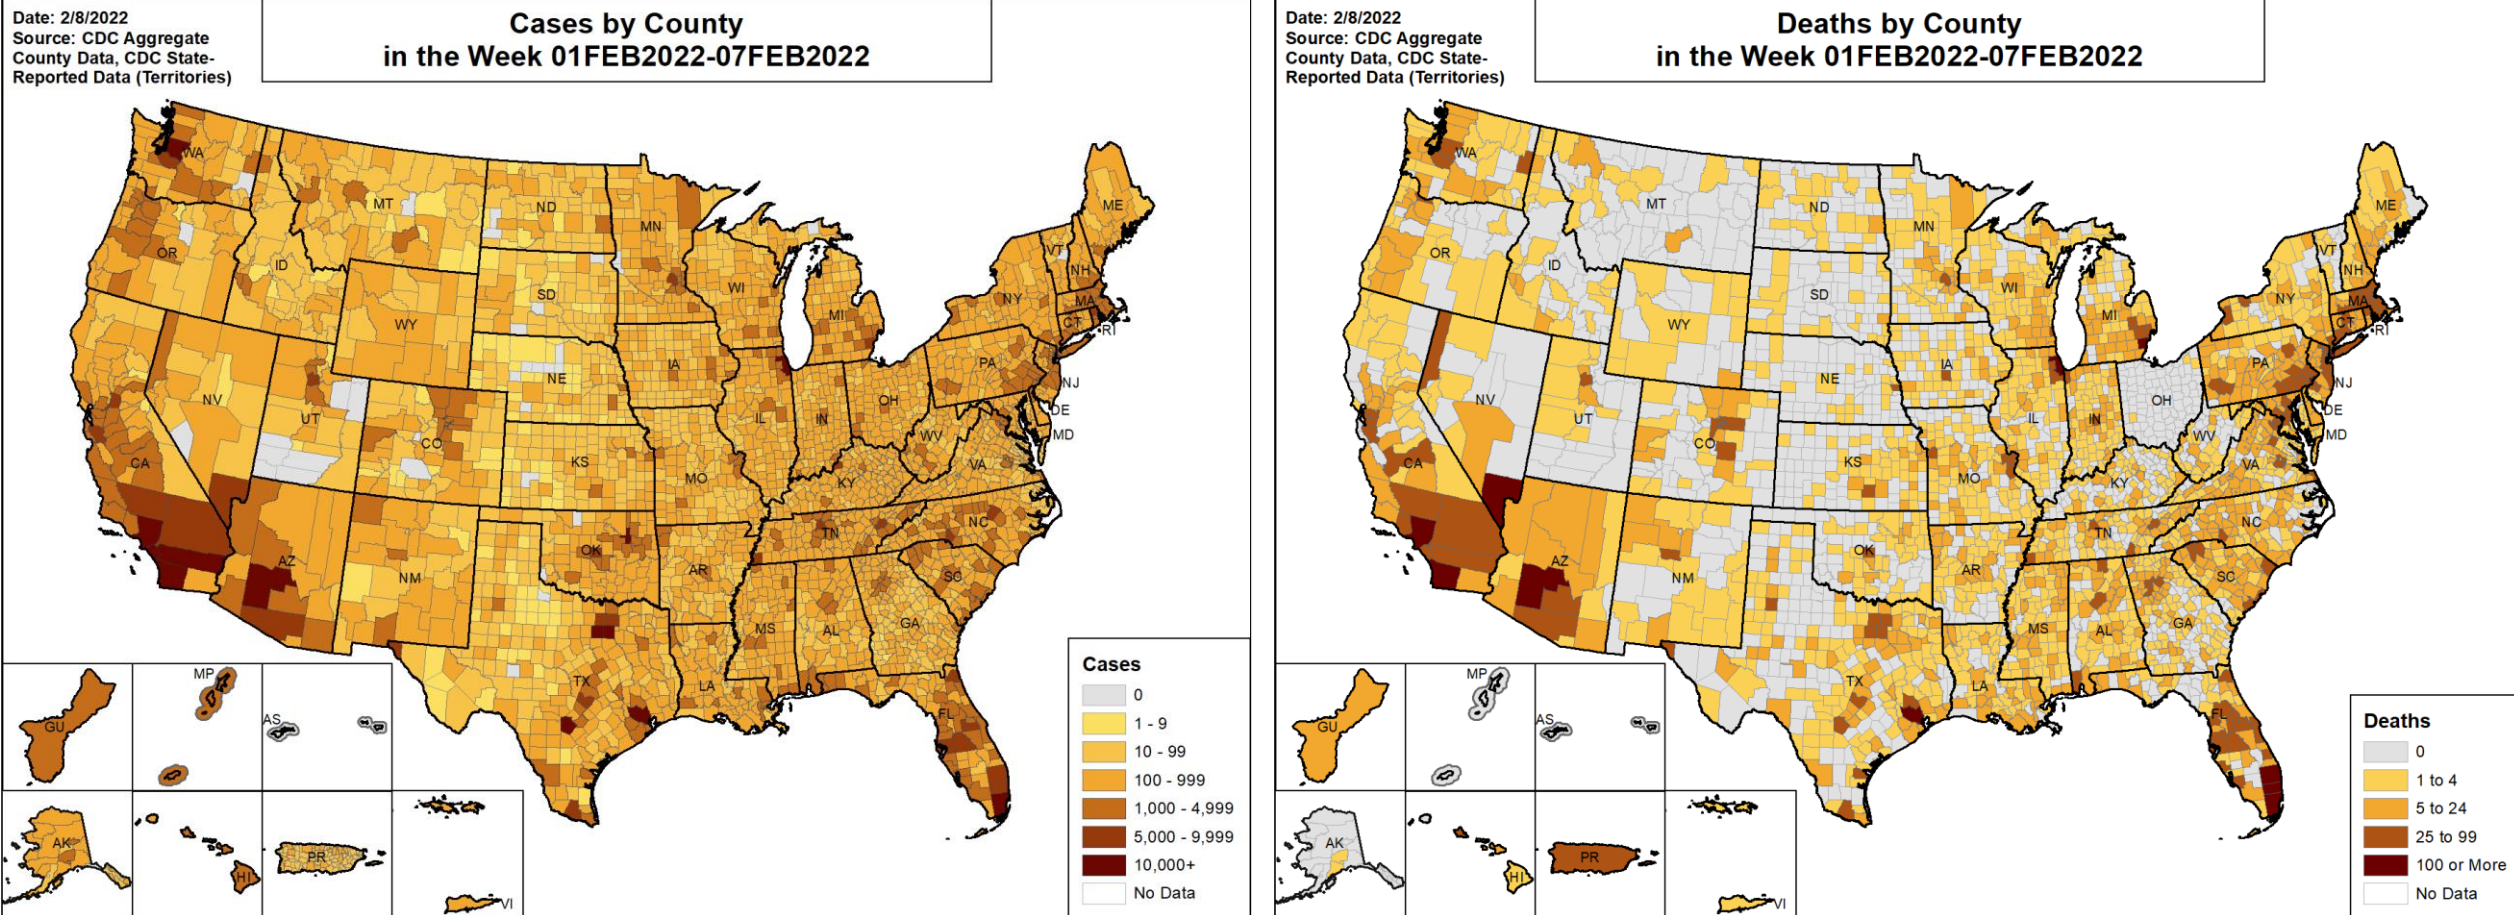 Date: 2/8/2022
Source: CDC Aggregate
County Data, CDC State-
Reported Data (Territories)
Cases by County
in the Week 01FEB2022-07FEB2022
WA
MT
ND
MN
ME
OR
ID
SD
WI
MI
VT
NH
NY
MA
CT
RI
WY
IA
PA
NJ
NE
NV
UT
CO
IL
IN
OH
DE
MD
WV
VA
CA
KS
MO
KY
AZ
NM
OK
AR
TN
NC
SC
MS
AL
GA
TX
LA
FL
GU
MP
AS
AK
HI
PR
VI
Cases
0
1 - 9
10 - 99
100 - 999
1,000 - 4,999
5,000 - 9,999
10,000+
No Data
Date: 2/8/2022
Source: CDC Aggregate
County Data, CDC State-
Reported Data (Territories)
Deaths by County
in the Week 01FEB2022-07FEB2022
WA
MT
ND
MN
ME
OR
ID
SD
WI
MI
VT
NH
NY
MA
CT
RI
WY
IA
PA
NJ
NE
NV
UT
CO
IL
IN
OH
DE
MD
WV
VA
CA
KS
MO
KY
AZ
NM
OK
AR
TN
NC
SC
MS
AL
GA
TX
LA
FL
GU
MP
AS
AK
HI
PR
VI
Deaths
0
1 to 4
5 to 24
25 to 99
100 or More
No Data